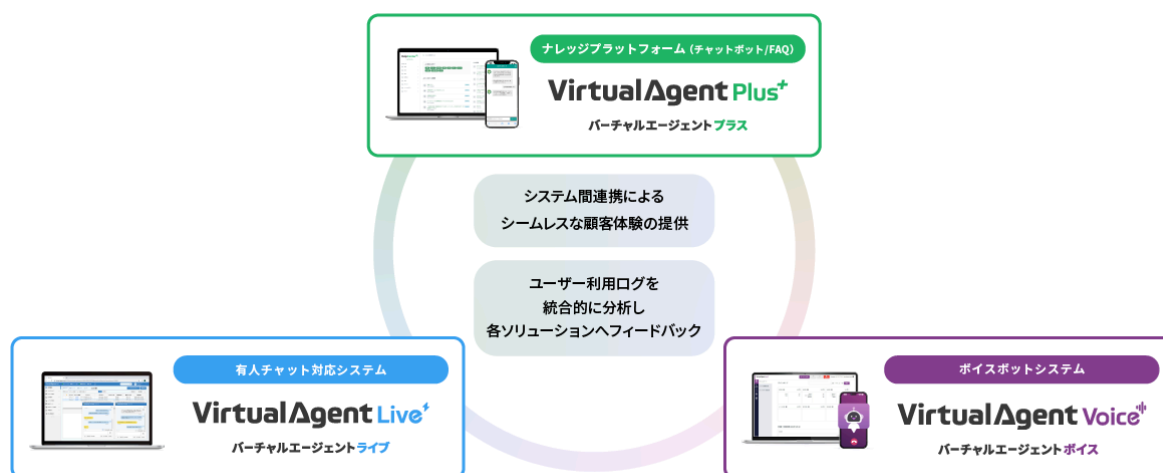 ナレッジプラットフォーム（チャットボット/FAQ）
VirtualAgent Plus+
バーチャルエージェントプラス
システム間連携による
シームレスな顧客体験の提供
ユーザー利用ログを
統合的に分析し
各ソリューションへフィードバック
有人チャット対応システム
VirtualAgent Live
バーチャルエージェントライブ
ボイスボットシステム
VirtualAgent Voice
バーチャルエージェントボイス